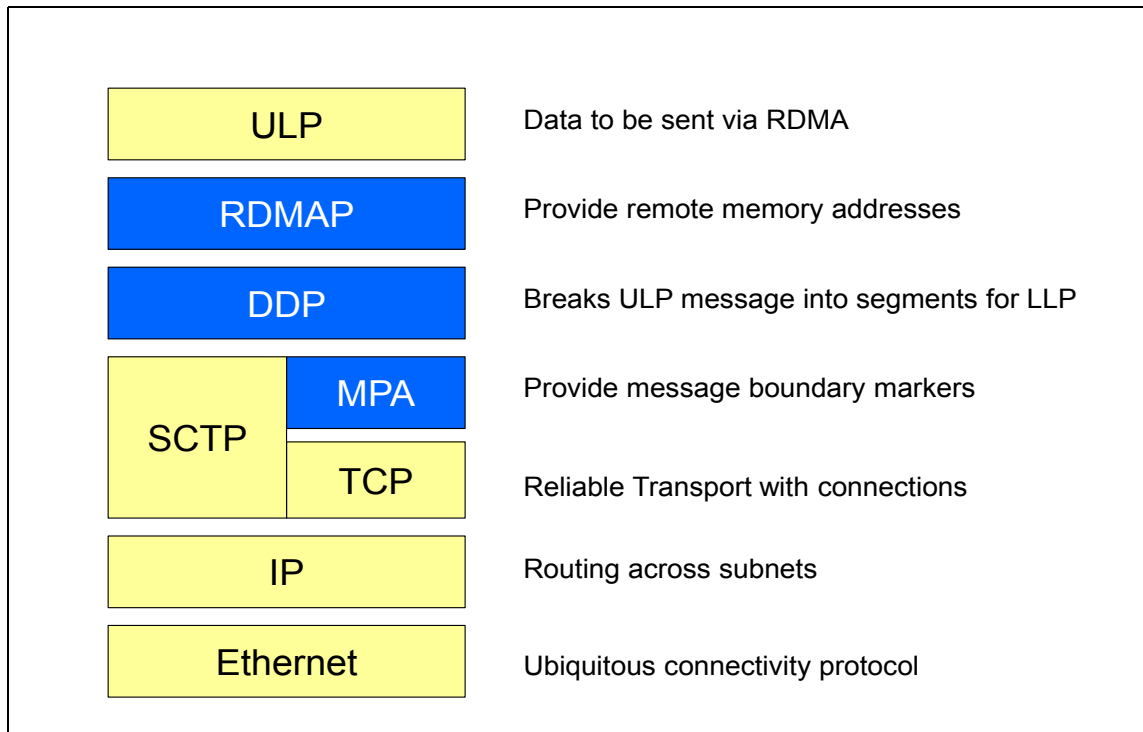 ULP
Data to be sent via RDMA
RDMAP
Provide remote memory addresses
DDP
Breaks ULP message into segments for LLP
SCTP
MPA
Provide message boundary markers
TCP
Reliable Transport with connections
IP
Routing across subnets
Ethernet
Ubiquitous connectivity protocol